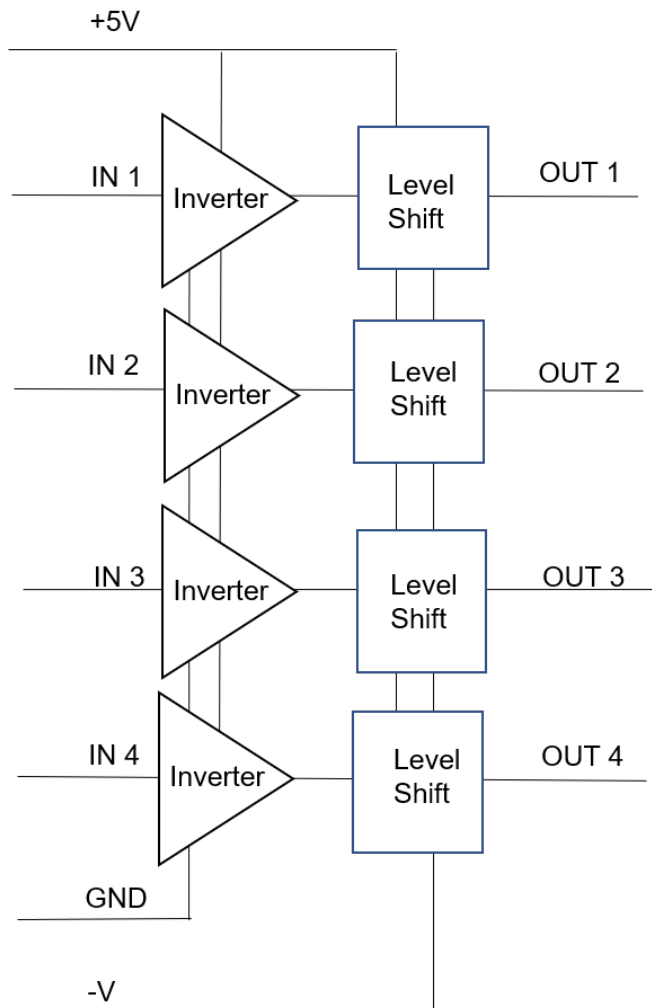 +5V
IN 1
Inverter
Level
Shift
OUT 1
IN 2
Inverter
Level
Shift
OUT 2
IN 3
Inverter
Level
Shift
OUT 3
IN 4
Inverter
Level
Shift
OUT 4
GND
-V